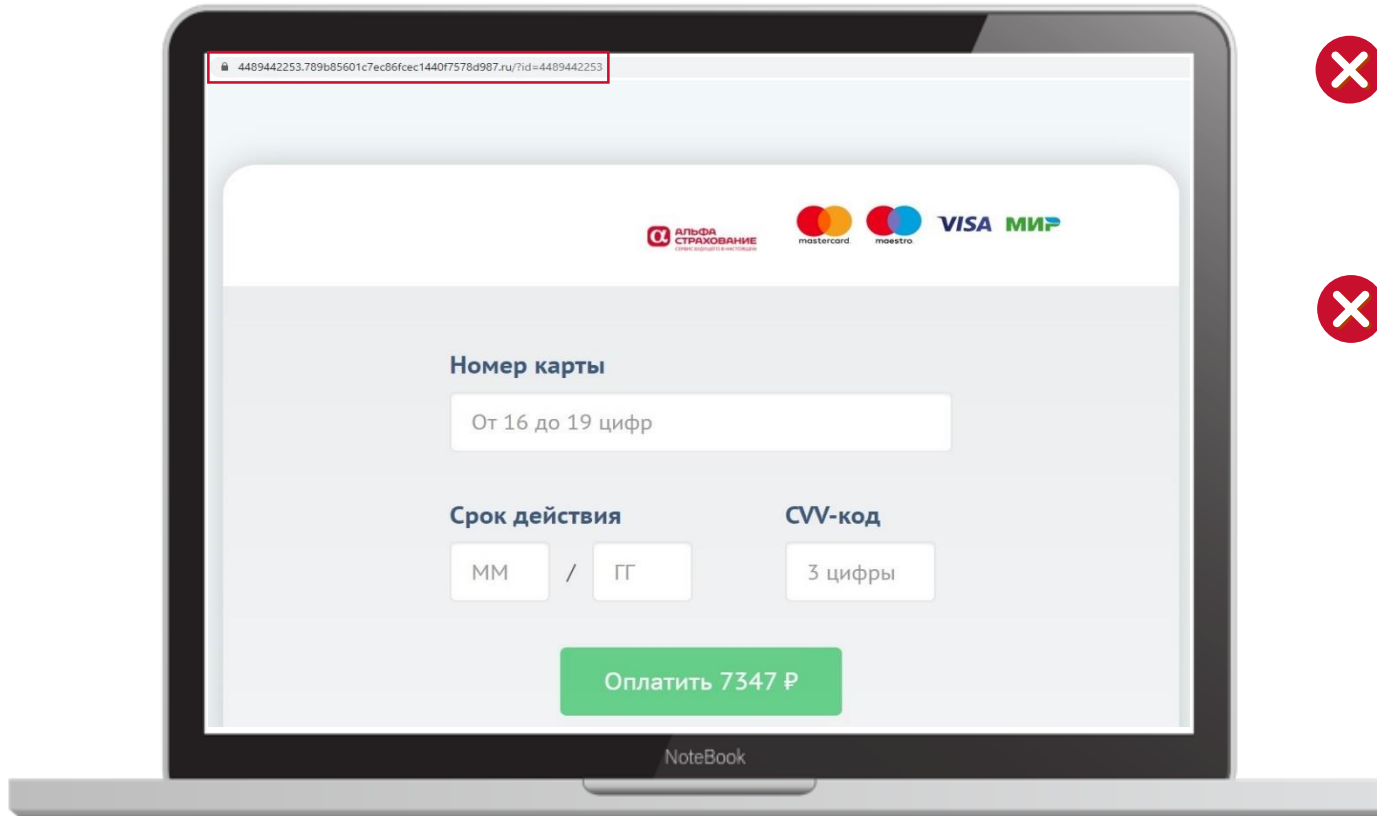 4489442253.789b85601c7ec86fcec1440f7578d987.ru/?id=4489442253
АЛЬФА
СТРАХОВАНИЕ
mastercard.
maestro.
VISA
МИР
Номер карты
От 16 до 19 цифр
Срок действия
CVV-код
ММ / ГГ
3 цифры
Оплатить 7347 ₽
NoteBook